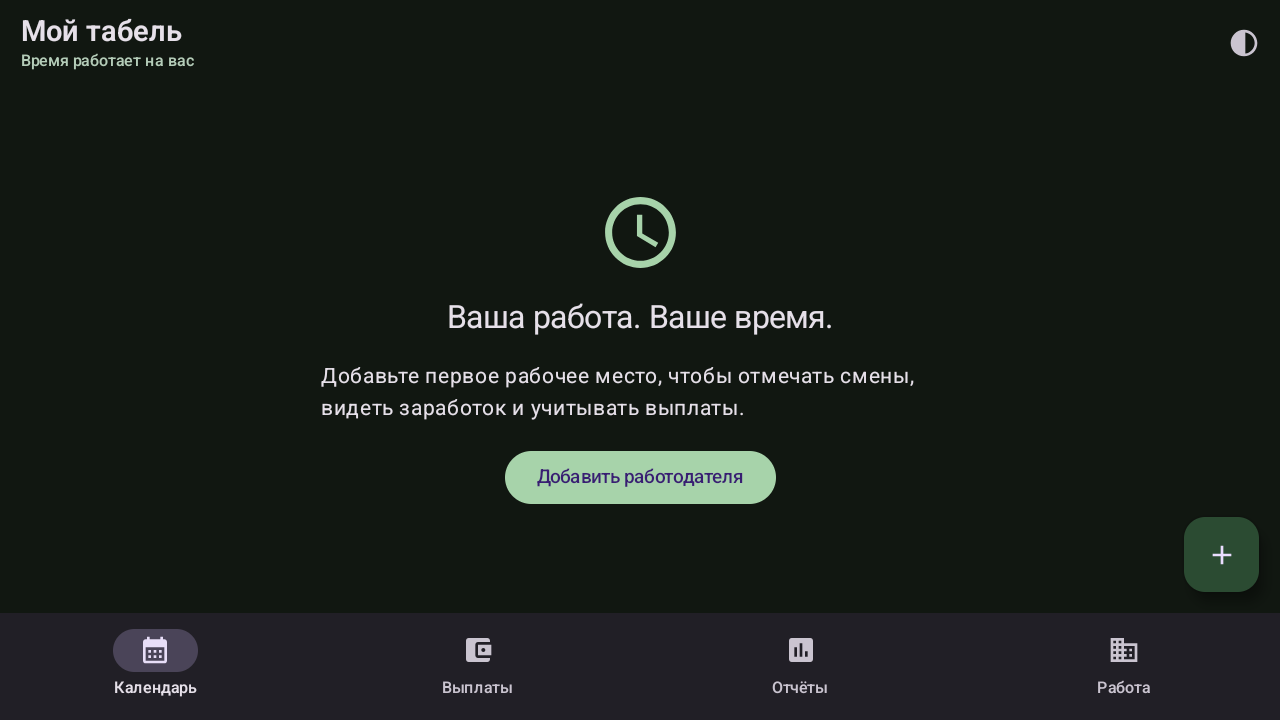 Мой табель
Время работает на вас
Ваша работа. Ваше время.
Добавьте первое рабочее место, чтобы отмечать смены,
видеть заработок и учитывать выплаты.
Добавить работодателя
Календарь
Выплаты
Отчёты
Работа